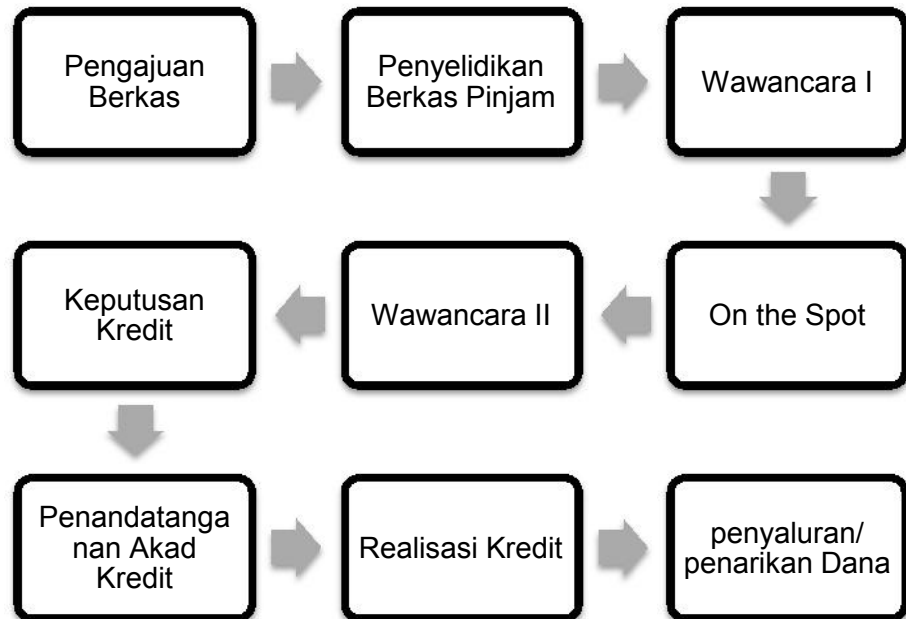 Pengajuan
Berkas
Penyelidikan
Berkas Pinjam
Wawancara I
On the Spot
Wawancara II
Keputusan
Kredit
Penandatanga
nan Akad
Kredit
Realisasi Kredit
penyaluran/
penarikan Dana